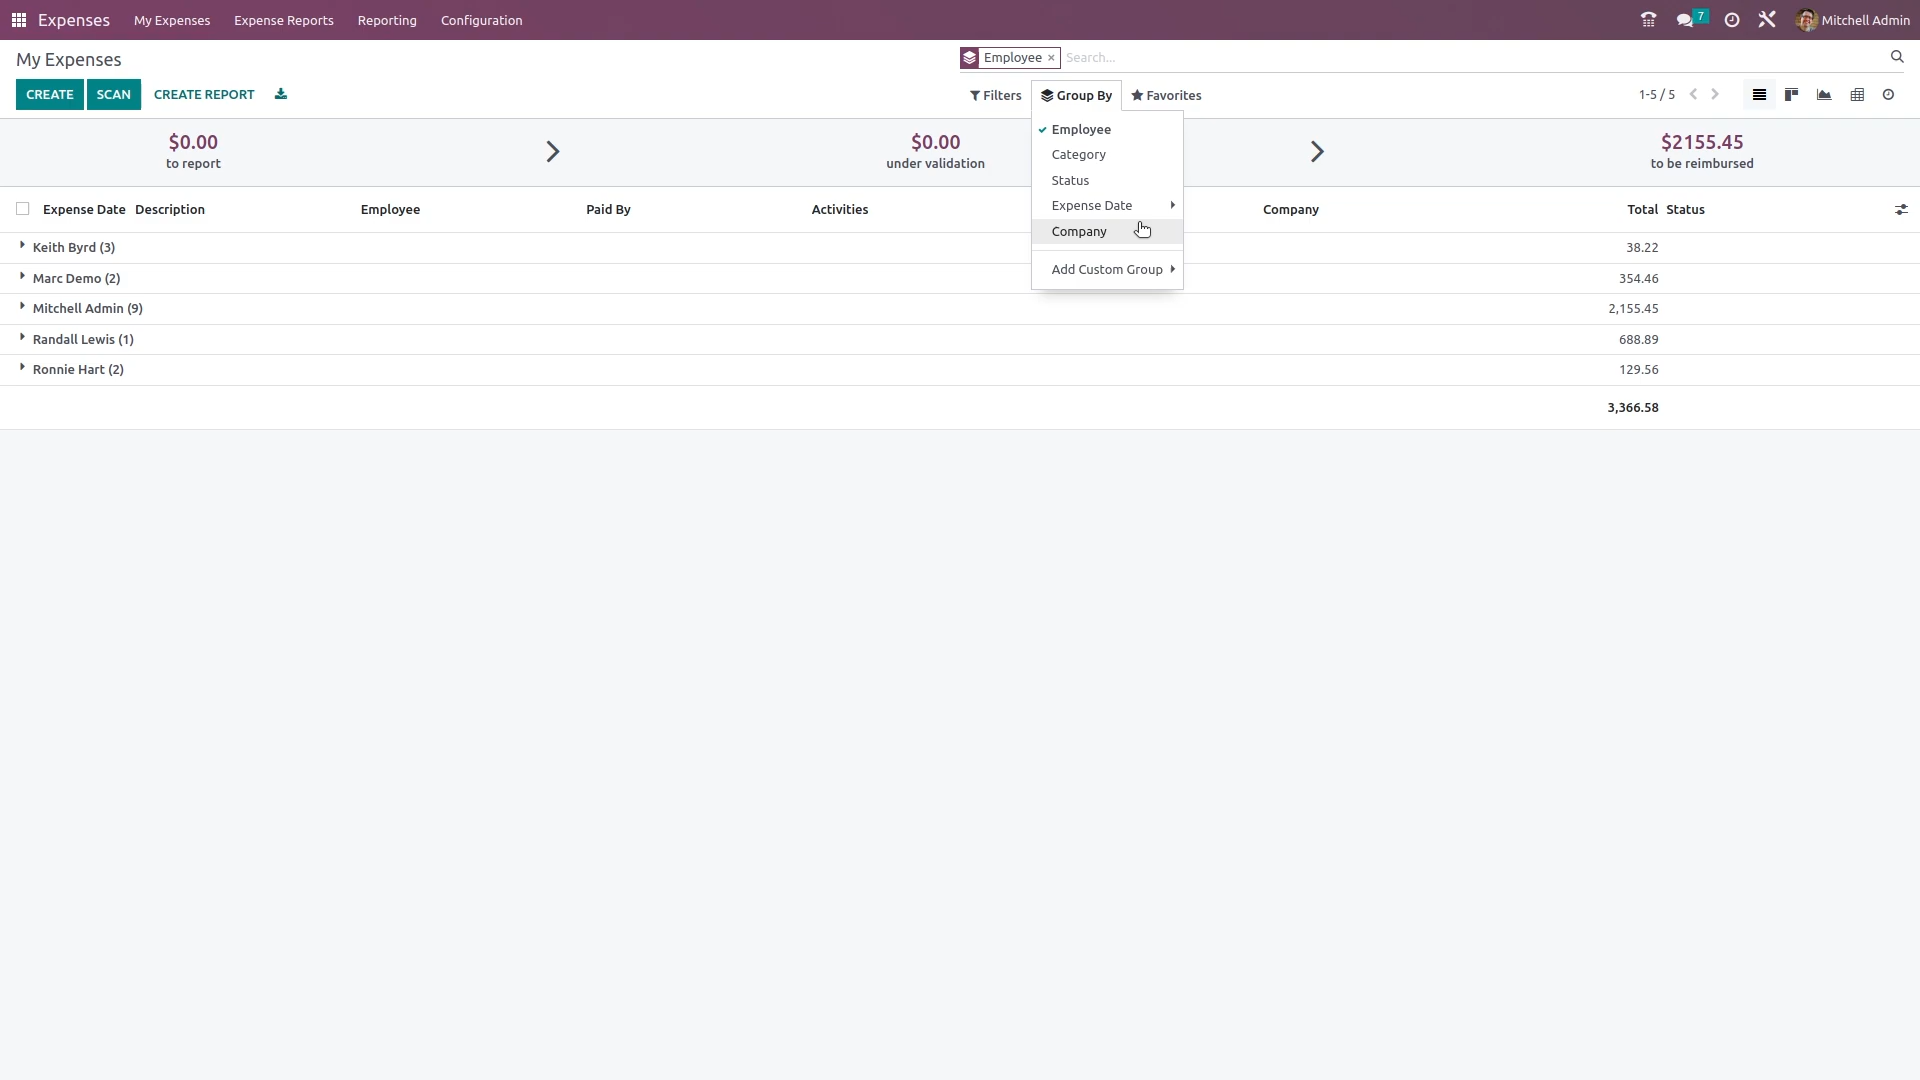 Expenses My Expenses Expense Reports Reporting Configuration 7 Mitchell Admin
My Expenses Employee × Search...
CREATE SCAN CREATE REPORT Filters Group By Favorites 1-5 / 5
Employee
Category
Status
Expense Date
Company
Add Custom Group
$0.00 $0.00 $2155.45
to report under validation to be reimbursed
Expense Date Description Employee Paid By Activities Company Total Status
Keith Byrd (3) 38.22
Marc Demo (2) 354.46
Mitchell Admin (9) 2,155.45
Randall Lewis (1) 688.89
Ronnie Hart (2) 129.56
3,366.58